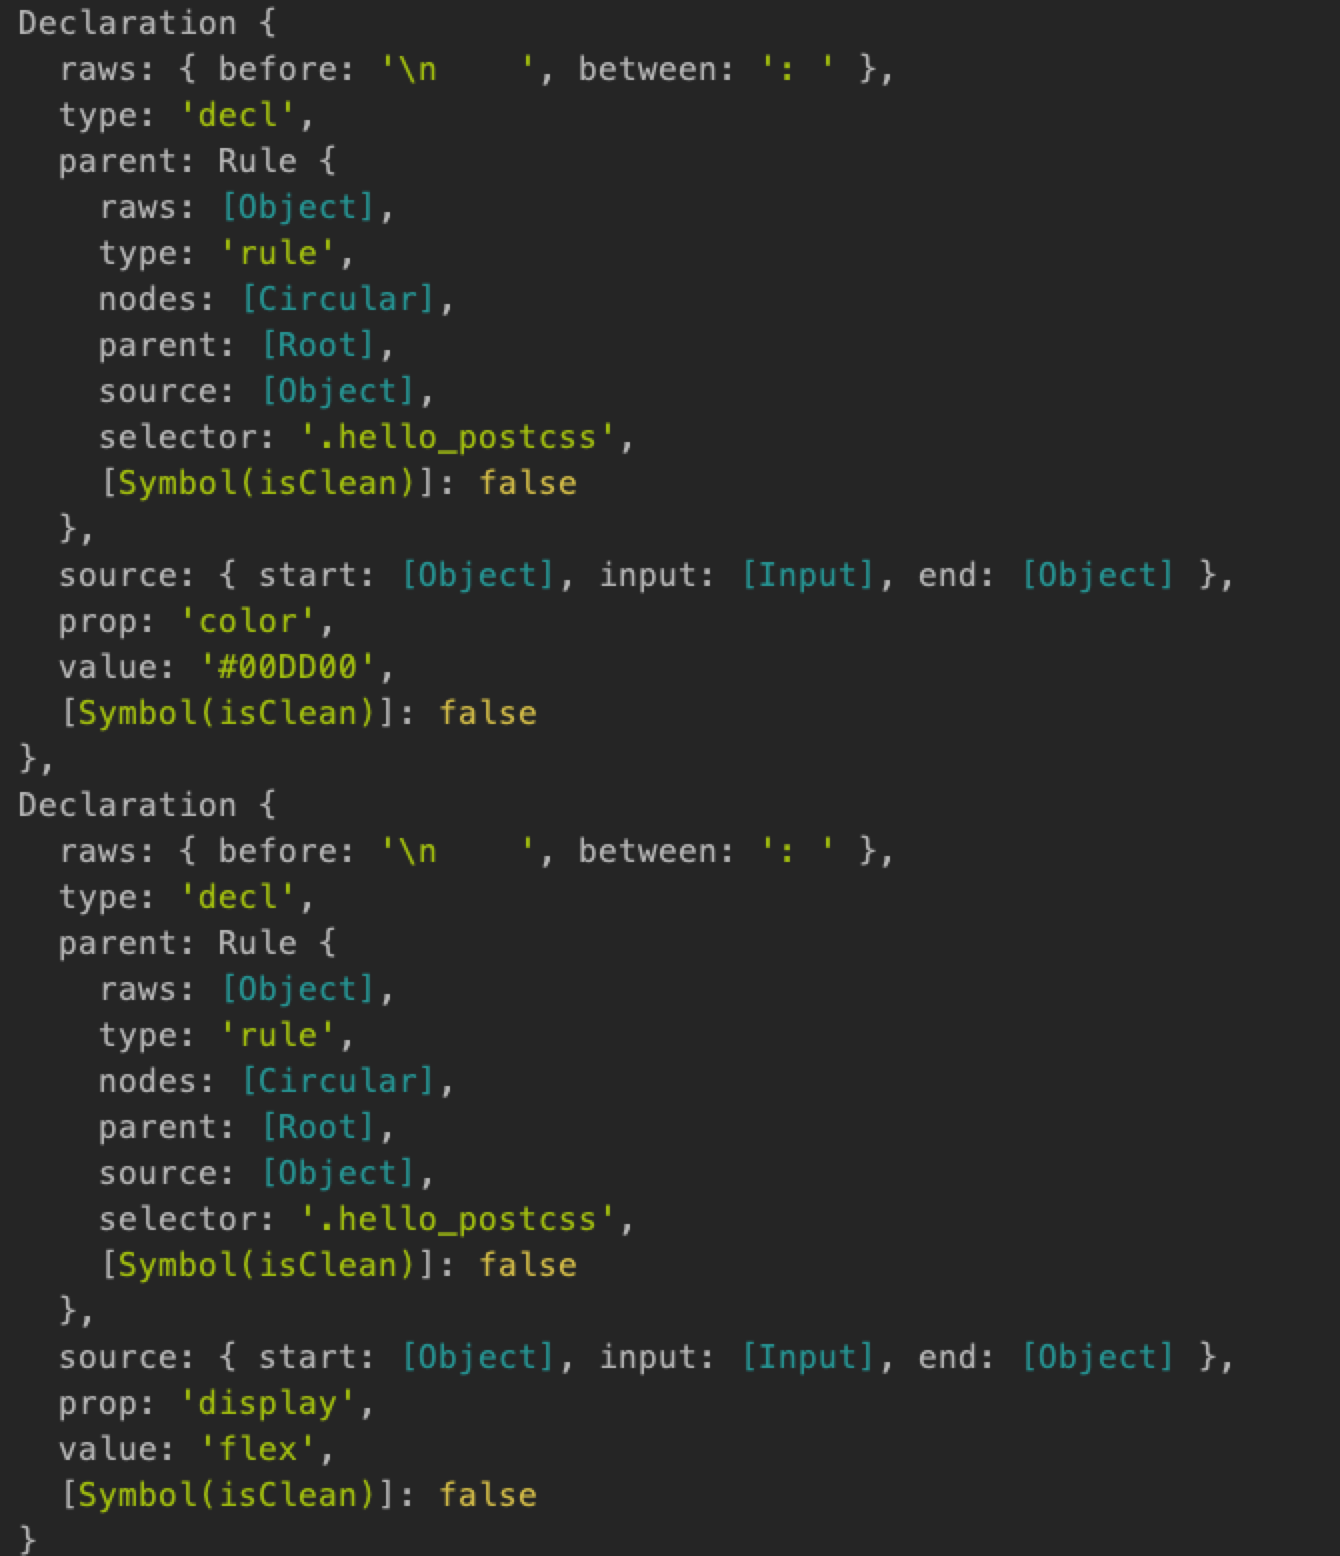 Declaration {
  raws: { before: '\n    ', between: ': ' },
  type: 'decl',
  parent: Rule {
    raws: [Object],
    type: 'rule',
    nodes: [Circular],
    parent: [Root],
    source: [Object],
    selector: '.hello_postcss',
    [Symbol(isClean)]: false
  },
  source: { start: [Object], input: [Input], end: [Object] },
  prop: 'color',
  value: '#00DD00',
  [Symbol(isClean)]: false
},
Declaration {
  raws: { before: '\n    ', between: ': ' },
  type: 'decl',
  parent: Rule {
    raws: [Object],
    type: 'rule',
    nodes: [Circular],
    parent: [Root],
    source: [Object],
    selector: '.hello_postcss',
    [Symbol(isClean)]: false
  },
  source: { start: [Object], input: [Input], end: [Object] },
  prop: 'display',
  value: 'flex',
  [Symbol(isClean)]: false
}